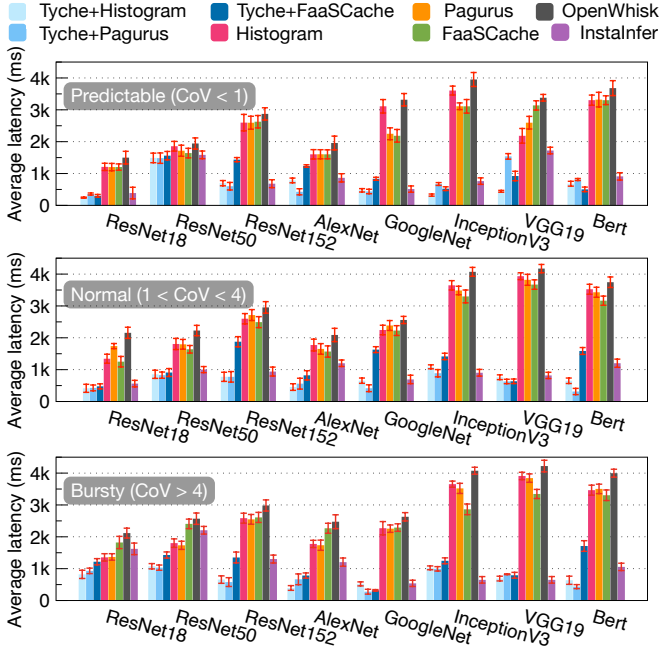 Tyche+Histogram Tyche+FaaSCache Pagurus OpenWhisk
Tyche+Pagurus Histogram FaaSCache InstaInfer
Average latency (ms)
4k
3k
2k
1k
0
Predictable (CoV < 1)
ResNet18 ResNet50 ResNet152 AlexNet GoogleNet InceptionV3 VGG19 Bert
Average latency (ms)
4k
3k
2k
1k
0
Normal (1 < CoV < 4)
ResNet18 ResNet50 ResNet152 AlexNet GoogleNet InceptionV3 VGG19 Bert
Average latency (ms)
4k
3k
2k
1k
0
Bursty (CoV > 4)
ResNet18 ResNet50 ResNet152 AlexNet GoogleNet InceptionV3 VGG19 Bert